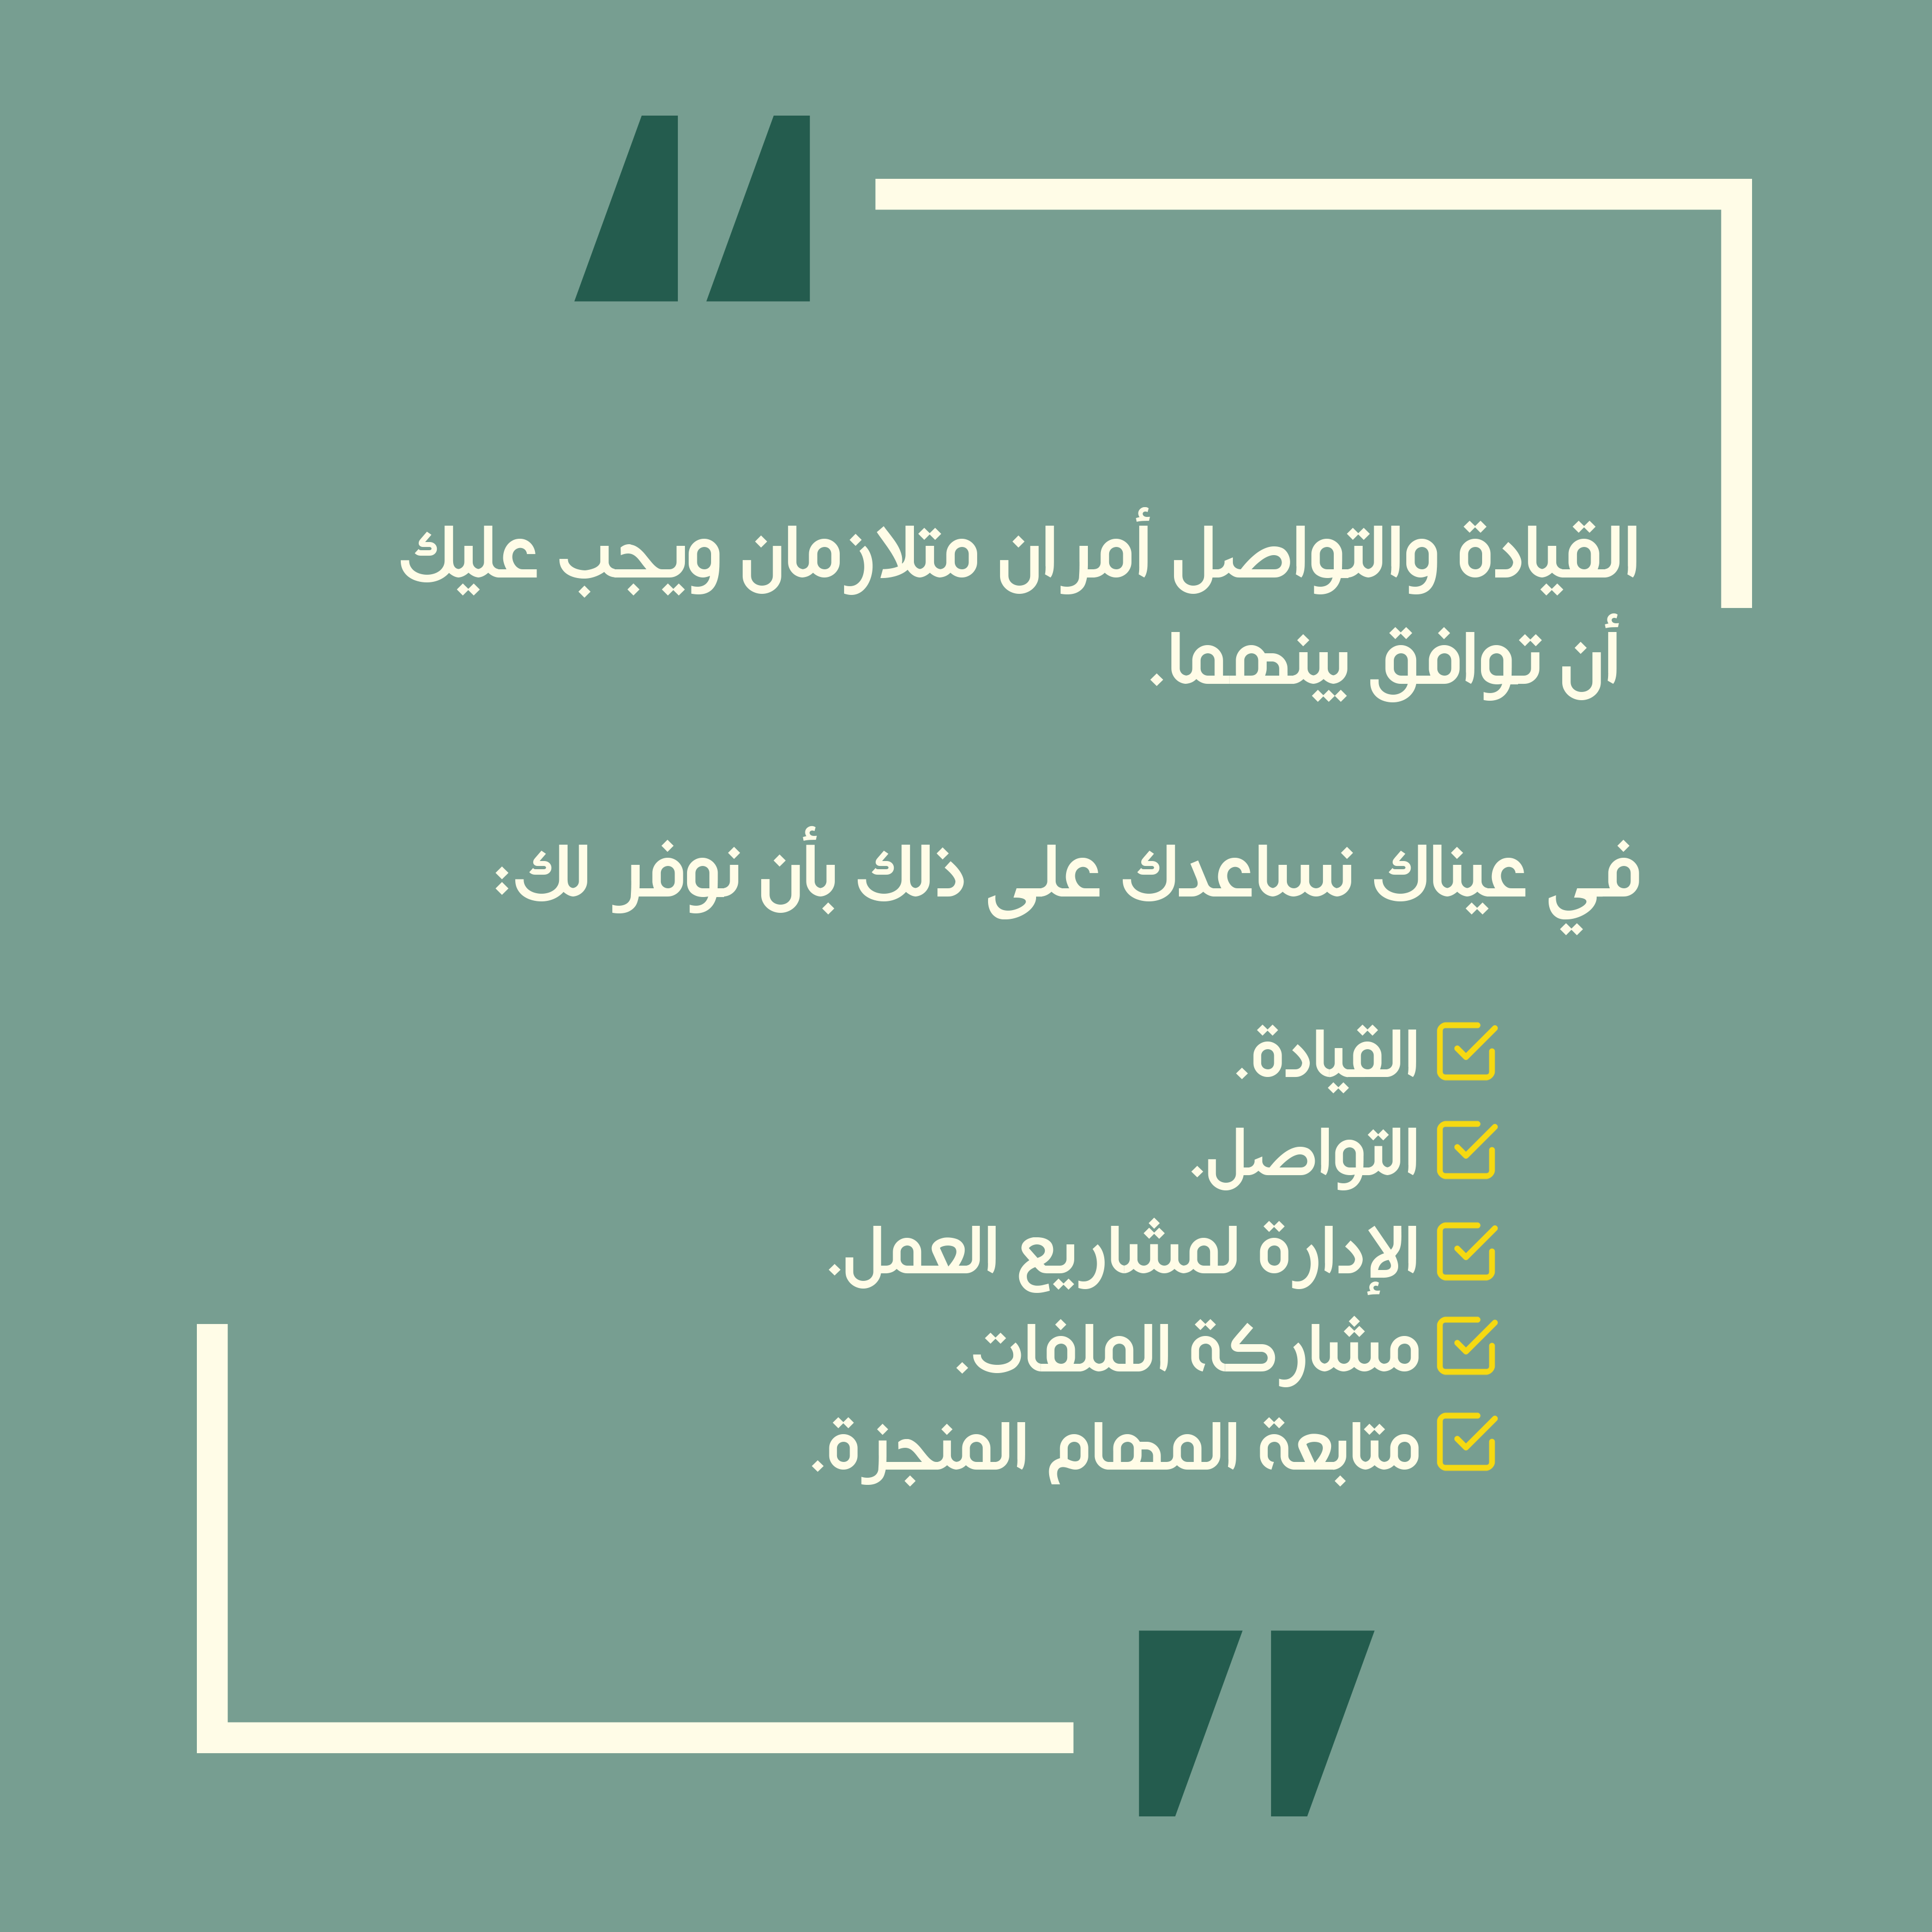 القيادة والتواصل أمران متلازمان ويجب عليك
أن توافق بينهما.
في عيناك نساعدك على ذلك بأن نوفر لك:
القيادة.
التواصل.
الإدارة لمشاريع العمل.
مشاركة الملفات.
متابعة المهام المنجزة.